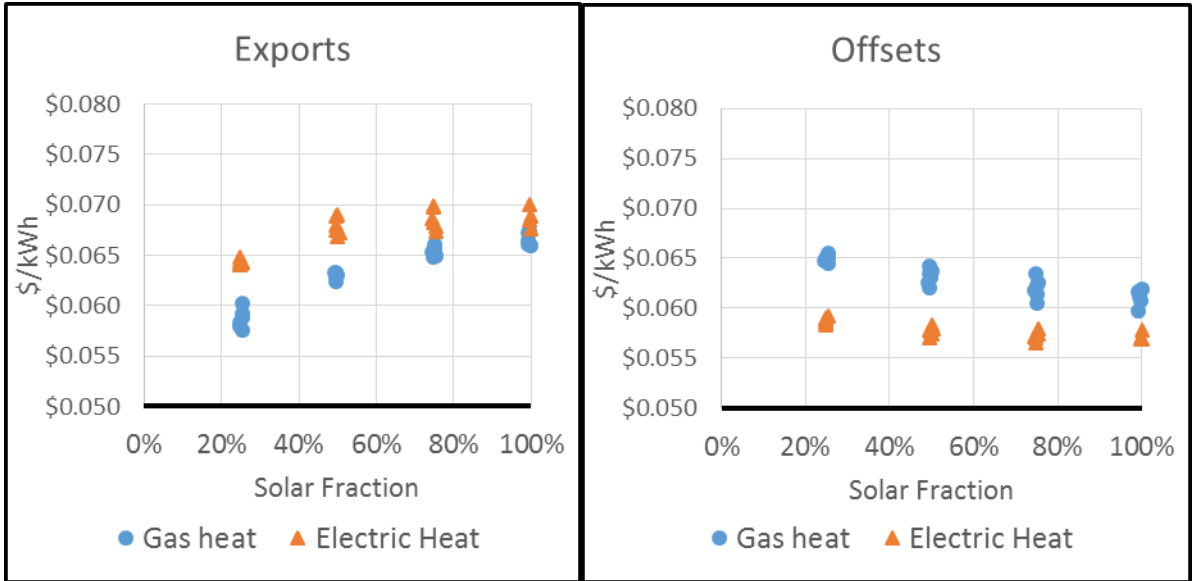 Exports
$0.080
$0.075
$0.070
$0.065
$0.060
$0.055
$0.050
$/kWh
0% 20% 40% 60% 80% 100%
Solar Fraction
Gas heat Electric Heat
Offsets
$0.080
$0.075
$0.070
$0.065
$0.060
$0.055
$0.050
$/kWh
0% 20% 40% 60% 80% 100%
Solar Fraction
Gas heat Electric Heat